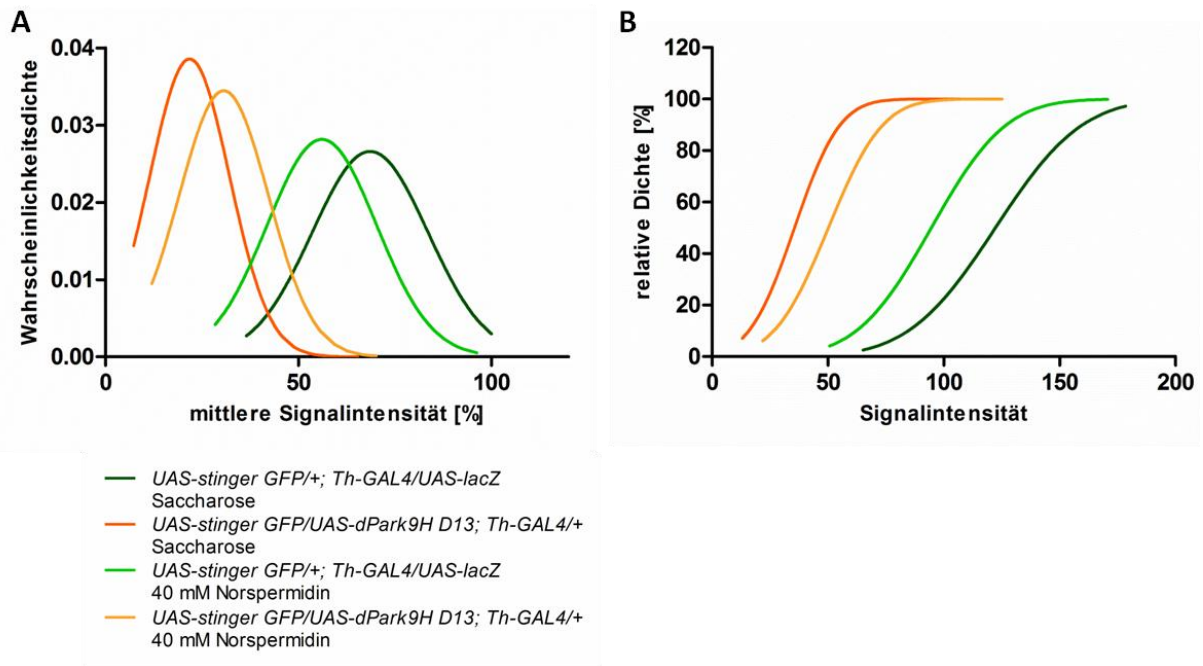 A
Wahrscheinlichkeitsdichte
0.04
0.03
0.02
0.01
0.00
0
50
100
mittlere Signalintensität [%]
B
relative Dichte [%]
120
100
80
60
40
20
0
0
50
100
150
200
Signalintensität
UAS-stinger GFP/+; Th-GAL4/UAS-lacZ
Saccharose
UAS-stinger GFP/UAS-dPark9H D13; Th-GAL4/+
Saccharose
UAS-stinger GFP/+; Th-GAL4/UAS-lacZ
40 mM Norspermidin
UAS-stinger GFP/UAS-dPark9H D13; Th-GAL4/+
40 mM Norspermidin